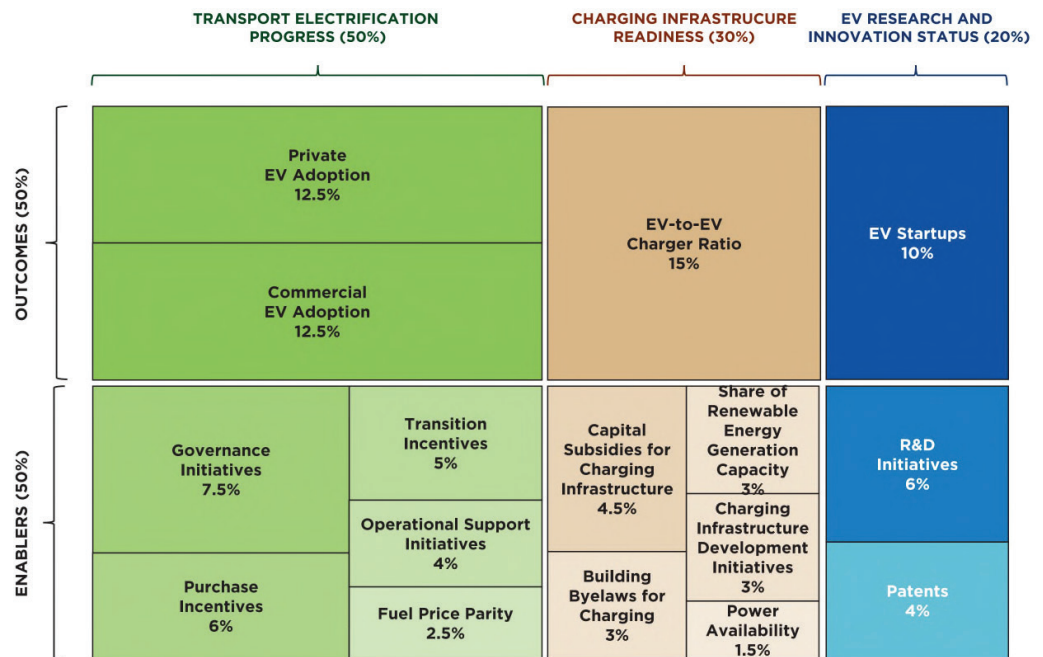 TRANSPORT ELECTRIFICATION
PROGRESS (50%)
CHARGING INFRASTRUCURE
READINESS (30%)
EV RESEARCH AND
INNOVATION STATUS (20%)
OUTCOMES (50%)
Private
EV Adoption
12.5%
Commercial
EV Adoption
12.5%
EV-to-EV
Charger Ratio
15%
EV Startups
10%
ENABLERS (50%)
Governance
Initiatives
7.5%
Purchase
Incentives
6%
Transition
Incentives
5%
Operational Support
Initiatives
4%
Fuel Price Parity
2.5%
Capital
Subsidies for
Charging
Infrastructure
4.5%
Building
Byelaws for
Charging
3%
Share of
Renewable
Energy
Generation
Capacity
3%
Charging
Infrastructure
Development
Initiatives
3%
Power
Availability
1.5%
R&D
Initiatives
6%
Patents
4%